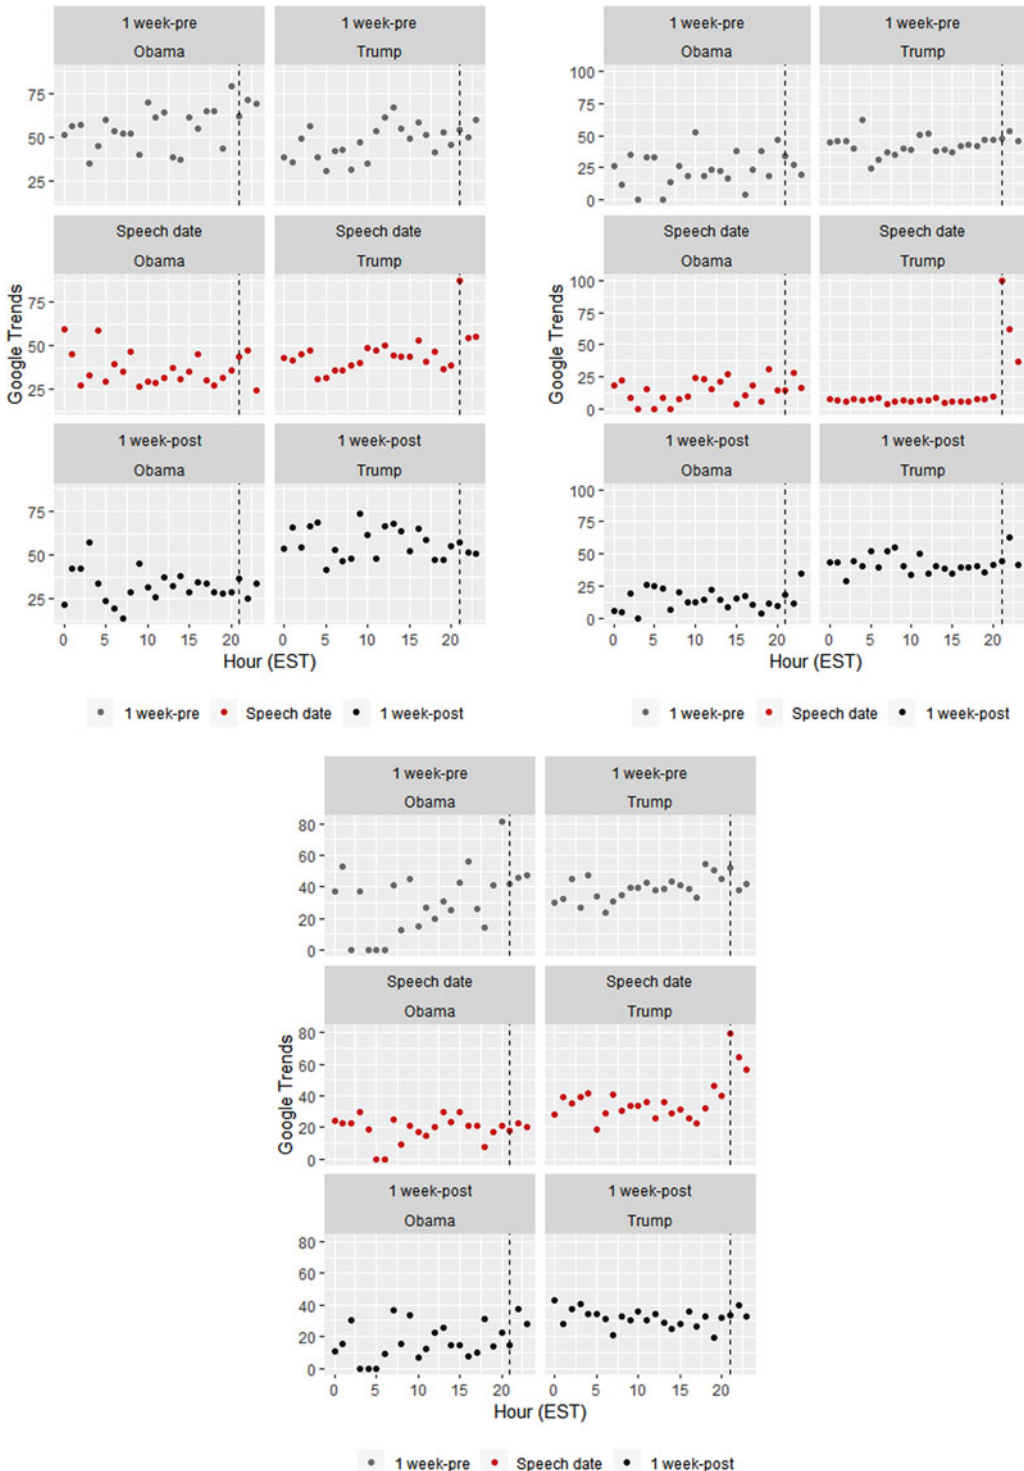 1 week-pre
Obama
1 week-pre
Trump
75
50
25
Speech date
Obama
Speech date
Trump
75
50
25
Google Trends
1 week-post
Obama
1 week-post
Trump
75
50
25
0 5 10 15 20 0 5 10 15 20
Hour (EST)
1 week-pre Speech date 1 week-post
1 week-pre
Obama
1 week-pre
Trump
100
75
50
25
0
Speech date
Obama
Speech date
Trump
100
75
50
25
0
Google Trends
1 week-post
Obama
1 week-post
Trump
100
75
50
25
0
0 5 10 15 20 0 5 10 15 20
Hour (EST)
1 week-pre Speech date 1 week-post
1 week-pre
Obama
1 week-pre
Trump
80
60
40
20
0
Speech date
Obama
Speech date
Trump
80
60
40
20
0
Google Trends
1 week-post
Obama
1 week-post
Trump
80
60
40
20
0
0 5 10 15 20 0 5 10 15 20
Hour (EST)
1 week-pre Speech date 1 week-post